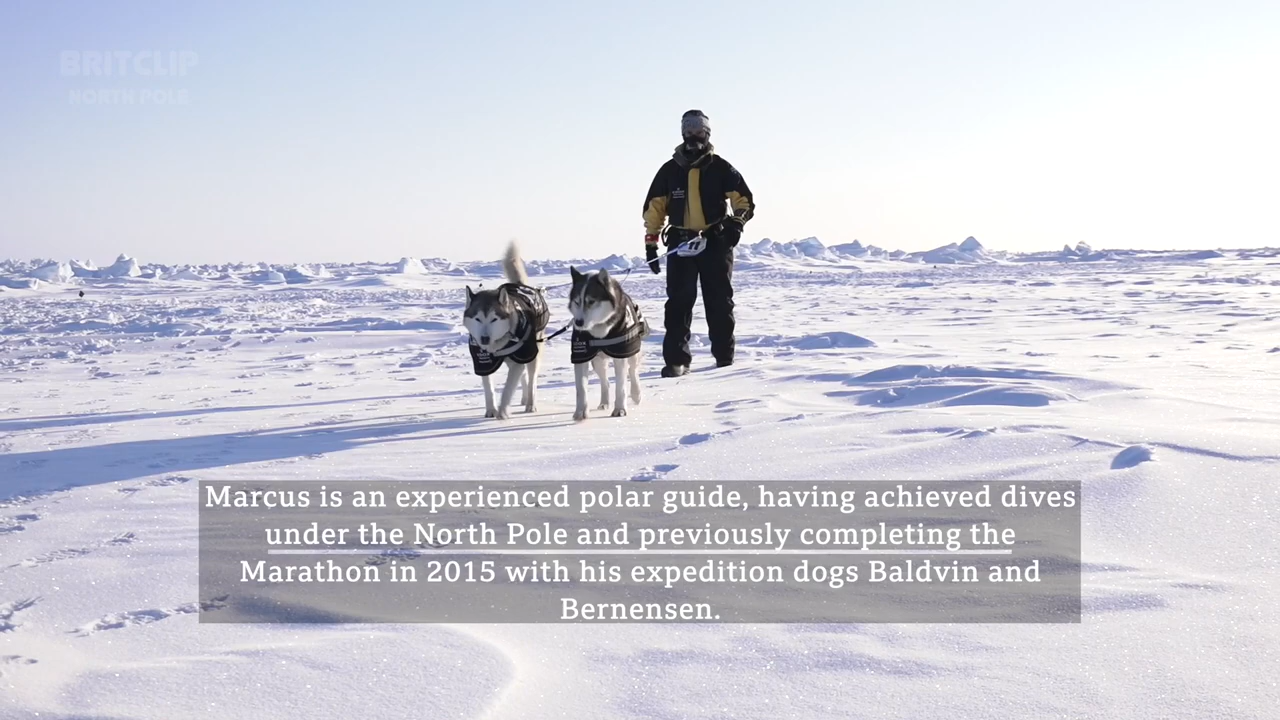 BRITCLIP
NORTH POLE
Marcus is an experienced polar guide, having achieved dives
under the North Pole and previously completing the
Marathon in 2015 with his expedition dogs Baldvin and
Bernensen.